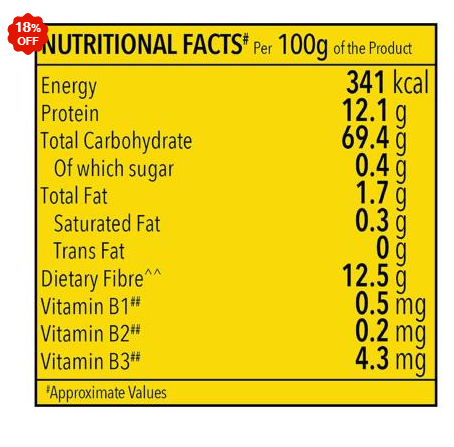 18%
OFF
NUTRITIONAL FACTS# Per 100g of the Product
Energy 341 kcal
Protein 12.1 g
Total Carbohydrate 69.4 g
Of which sugar 0.4 g
Total Fat 1.7 g
Saturated Fat 0.3 g
Trans Fat 0 g
Dietary Fibre^^ 12.5 g
Vitamin B1## 0.5 mg
Vitamin B2## 0.2 mg
Vitamin B3## 4.3 mg
#Approximate Values